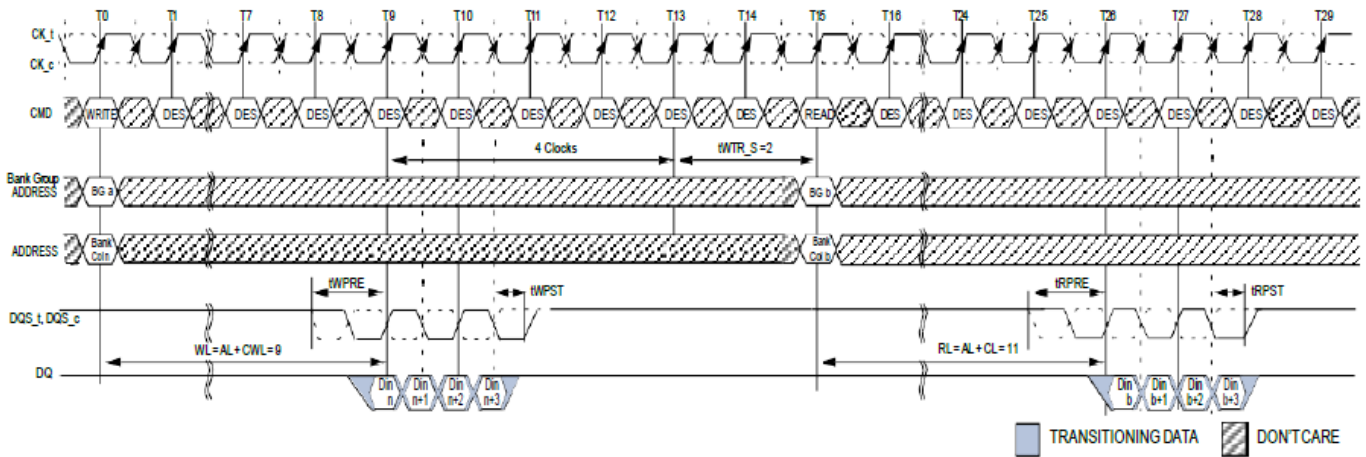 T0 T1 T7 T8 T9 T10 T11 T12 T13 T14 T15 T16 T24 T25 T26 T27 T28 T29
CK_t
CK_c
CMD WRITE DES DES DES DES DES DES DES DES DES READ DES DES DES DES DES DES DES
4 Clocks tWTR_S =2
Bank Group
ADDRESS BG a BG b
ADDRESS Bank Col n Bank Col b
tWPRE tWPST tRPRE tRPST
DQS_t, DQS_c
WL = AL + CWL = 9 RL = AL + CL = 11
DQ Din n Din n+1 Din n+2 Din n+3 Din b Din b+1 Din b+2 Din b+3
TRANSITIONING DATA DON'T CARE